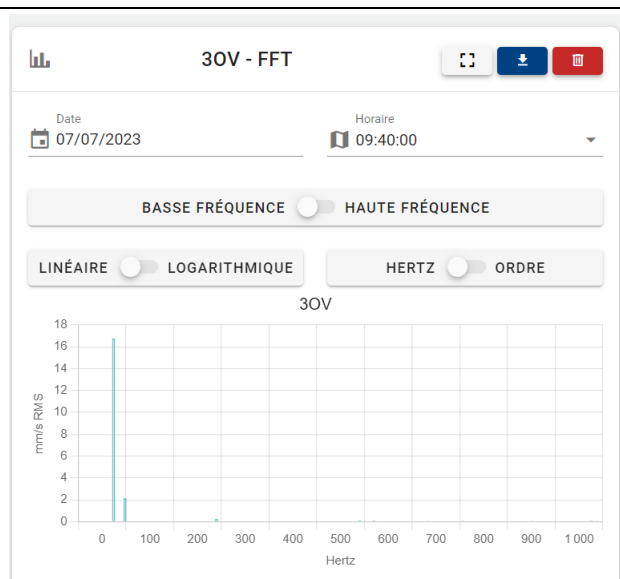 3OV - FFT
Date
Horaire
07/07/2023
09:40:00
BASSE FRÉQUENCE HAUTE FRÉQUENCE
LINÉAIRE LOGARITHMIQUE
HERTZ ORDRE
3OV
18
16
14
12
10
8
6
4
2
0
mm/s RMS
0 100 200 300 400 500 600 700 800 900 1 000
Hertz